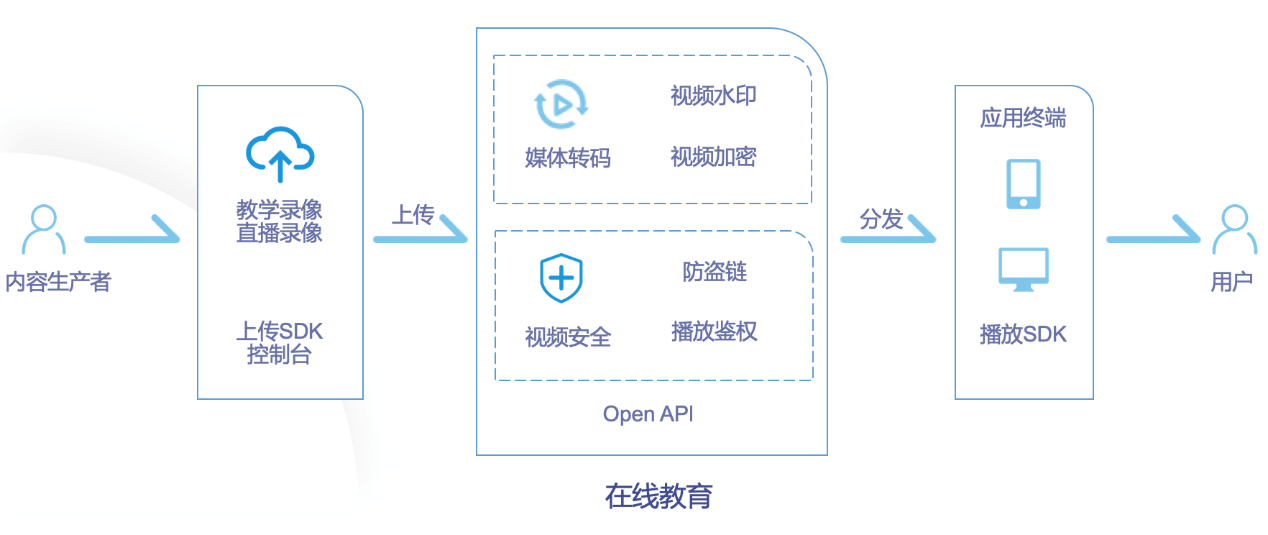 内容生产者
教学录像
直播录像
上传SDK
控制台
上传
媒体转码
视频水印
视频加密
视频安全
防盗链
播放鉴权
Open API
在线教育
分发
应用终端
播放SDK
用户